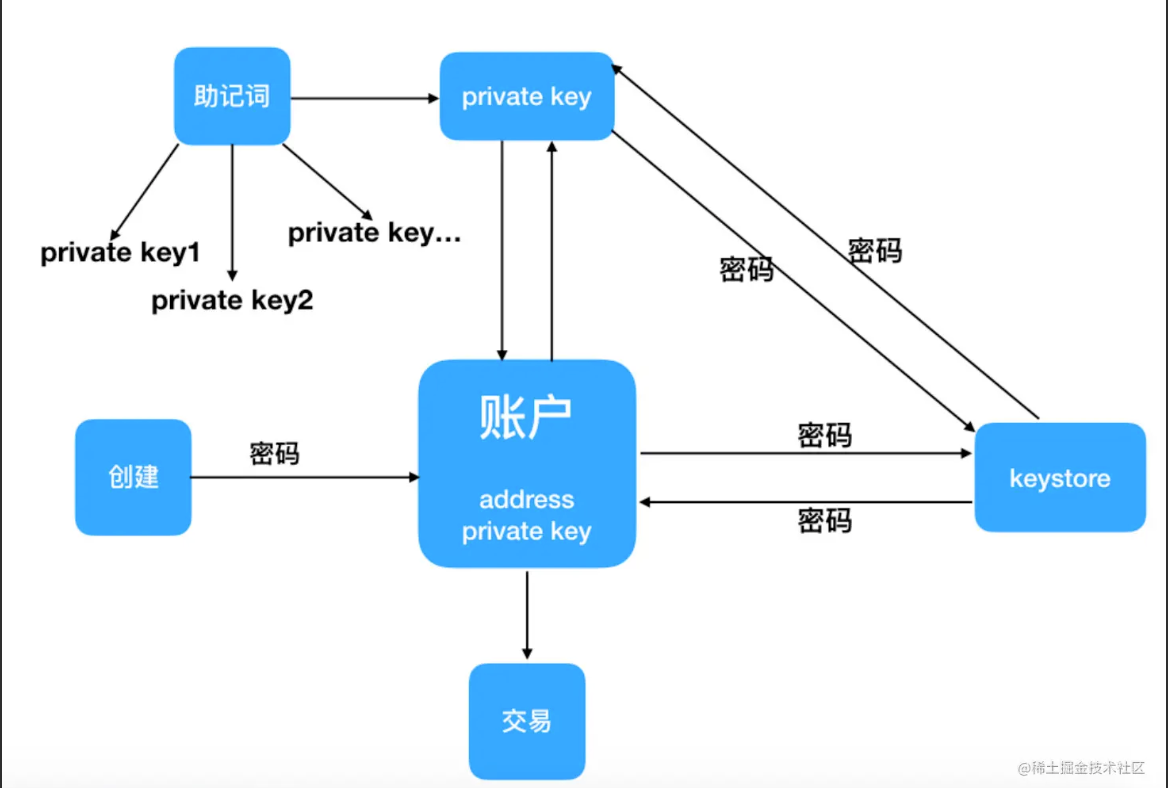 助记词
private key
private key1
private key2
private key...
密码
密码
创建
密码
账户
address
private key
密码
密码
keystore
交易
@稀土掘金技术社区